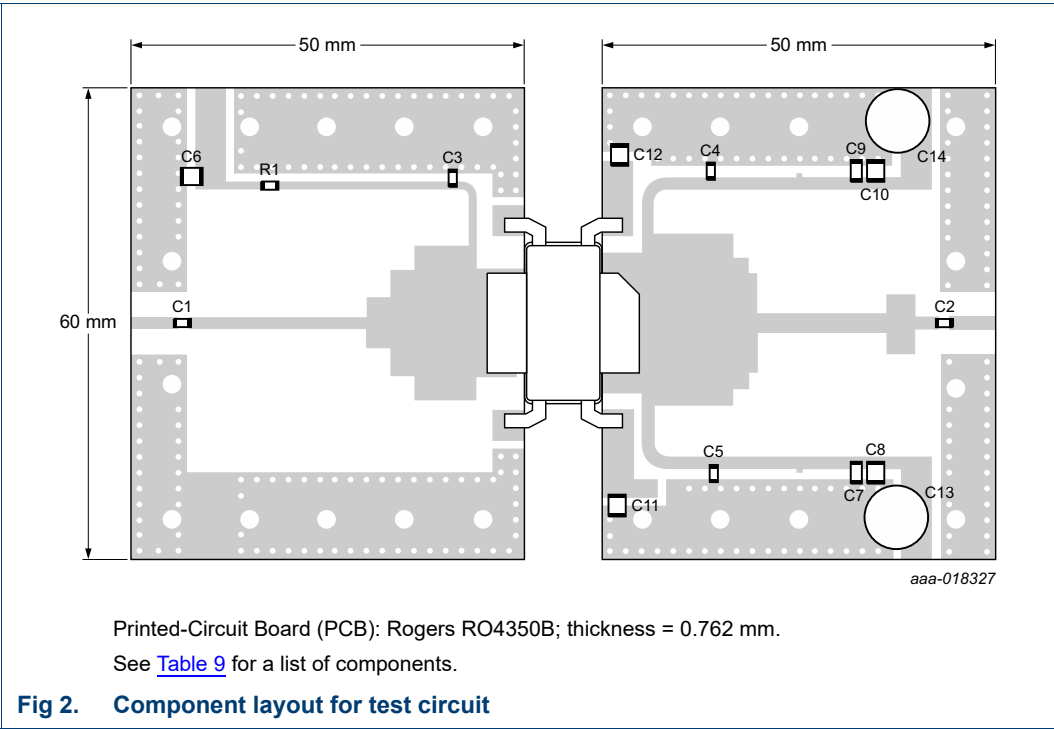 50 mm
50 mm
C6
R1
C3
C12
C4
C9
C10
C14
C1
60 mm
C2
C5
C8
C7
C13
C11
aaa-018327
Printed-Circuit Board (PCB): Rogers RO4350B; thickness = 0.762 mm.
See Table 9 for a list of components.
Fig 2. Component layout for test circuit